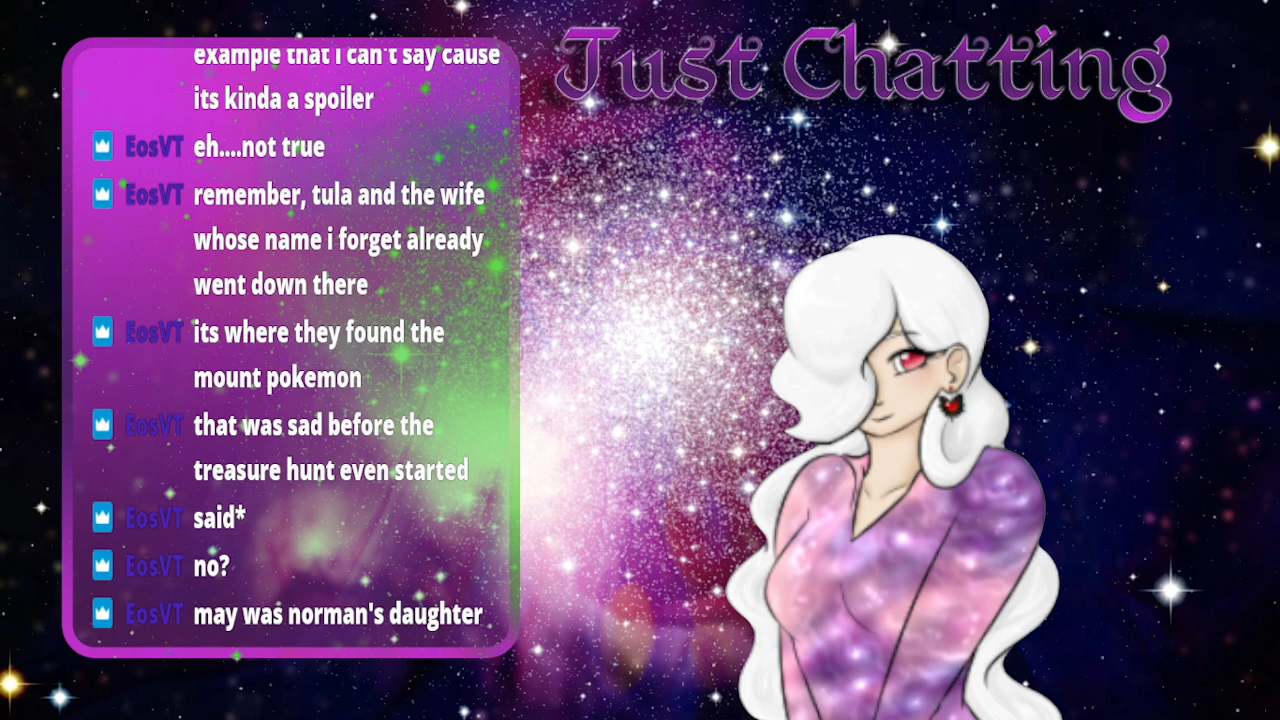 Just Chatting
example that i can't say cause
its kinda a spoiler
EosVT eh....not true
EosVT remember, tula and the wife
whose name i forget already
went down there
EosVT its where they found the
mount pokemon
EosVT that was sad before the
treasure hunt even started
EosVT said*
EosVT no?
EosVT may was norman's daughter